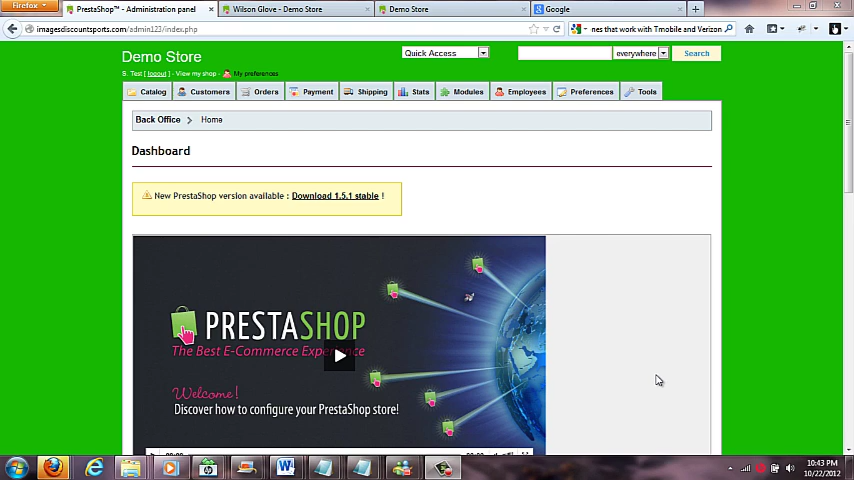 Firefox
PrestaShop™ - Administration panel
Wilson Glove - Demo Store
Demo Store
Google
imagesdiscountsports.com/admin123/index.php
nes that work with Tmobile and Verizon
Demo Store
Quick Access
everywhere
Search
S. Test [ logout ] - View my shop - My preferences
Catalog
Customers
Orders
Payment
Shipping
Stats
Modules
Employees
Preferences
Tools
Back Office
Home
Dashboard
New PrestaShop version available : Download 1.5.1 stable !
PRESTASHOP
The Best E-Commerce Experience
Welcome!
Discover how to configure your PrestaShop store!
10:43 PM
10/22/2012